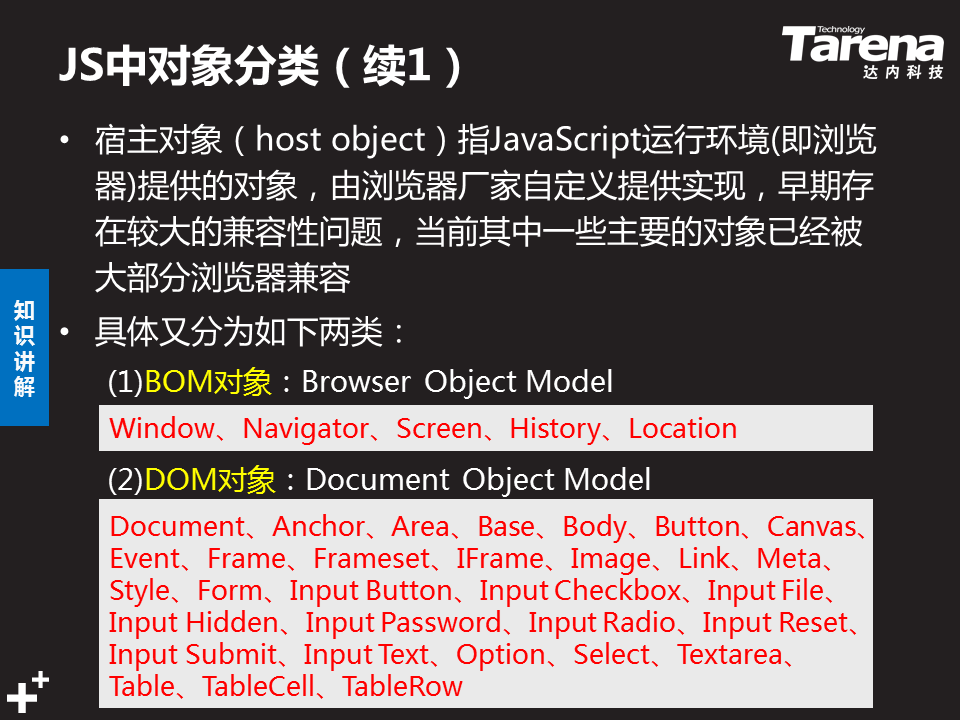 JS中对象分类（续1）
Technology
Tarena
达内科技
• 宿主对象（host object）指JavaScript运行环境(即浏览
器)提供的对象，由浏览器厂家自定义提供实现，早期存
在较大的兼容性问题，当前其中一些主要的对象已经被
大部分浏览器兼容
• 具体又分为如下两类：
(1)BOM对象：Browser Object Model
Window、Navigator、Screen、History、Location
(2)DOM对象：Document Object Model
Document、Anchor、Area、Base、Body、Button、Canvas、
Event、Frame、Frameset、IFrame、Image、Link、Meta、
Style、Form、Input Button、Input Checkbox、Input File、
Input Hidden、Input Password、Input Radio、Input Reset、
Input Submit、Input Text、Option、Select、Textarea、
Table、TableCell、TableRow
知
识
讲
解